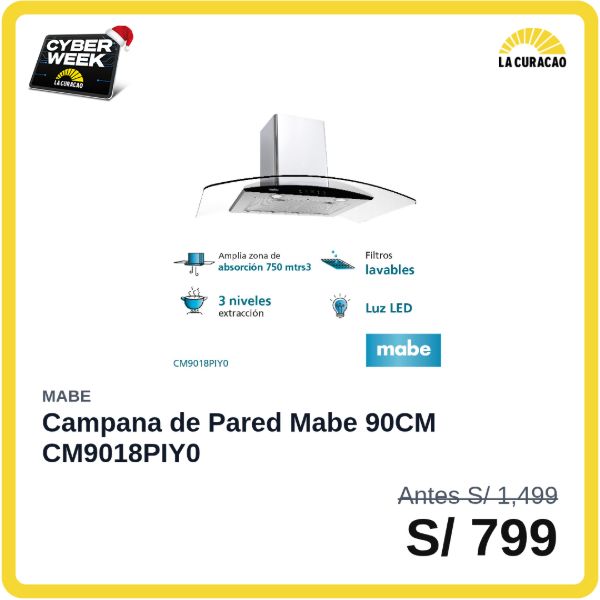 CYBER
WEEK
LA CURACAO
LA CURACAO
mabe
Amplia zona de
absorción 750 mtrs3
Filtros
lavables
3 niveles
extracción
Luz LED
mabe
CM9018PIY0
MABE
Campana de Pared Mabe 90CM
CM9018PIY0
Antes S/ 1,499
S/ 799